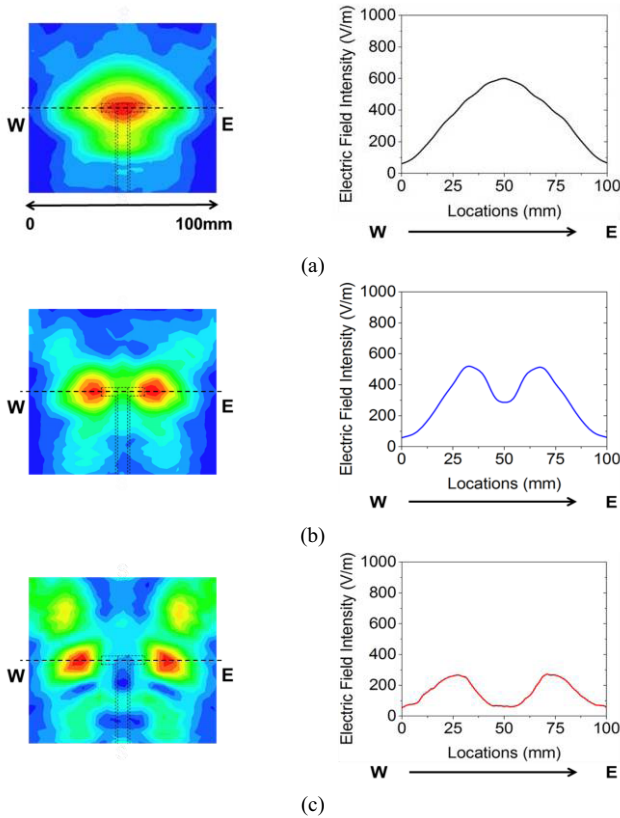 W
E
0
100mm
Electric Field Intensity (V/m)
1000
800
600
400
200
0
0 25 50 75 100
Locations (mm)
W
E
(a)
W
E
Electric Field Intensity (V/m)
1000
800
600
400
200
0
0 25 50 75 100
Locations (mm)
W
E
(b)
W
E
Electric Field Intensity (V/m)
1000
800
600
400
200
0
0 25 50 75 100
Locations (mm)
W
E
(c)